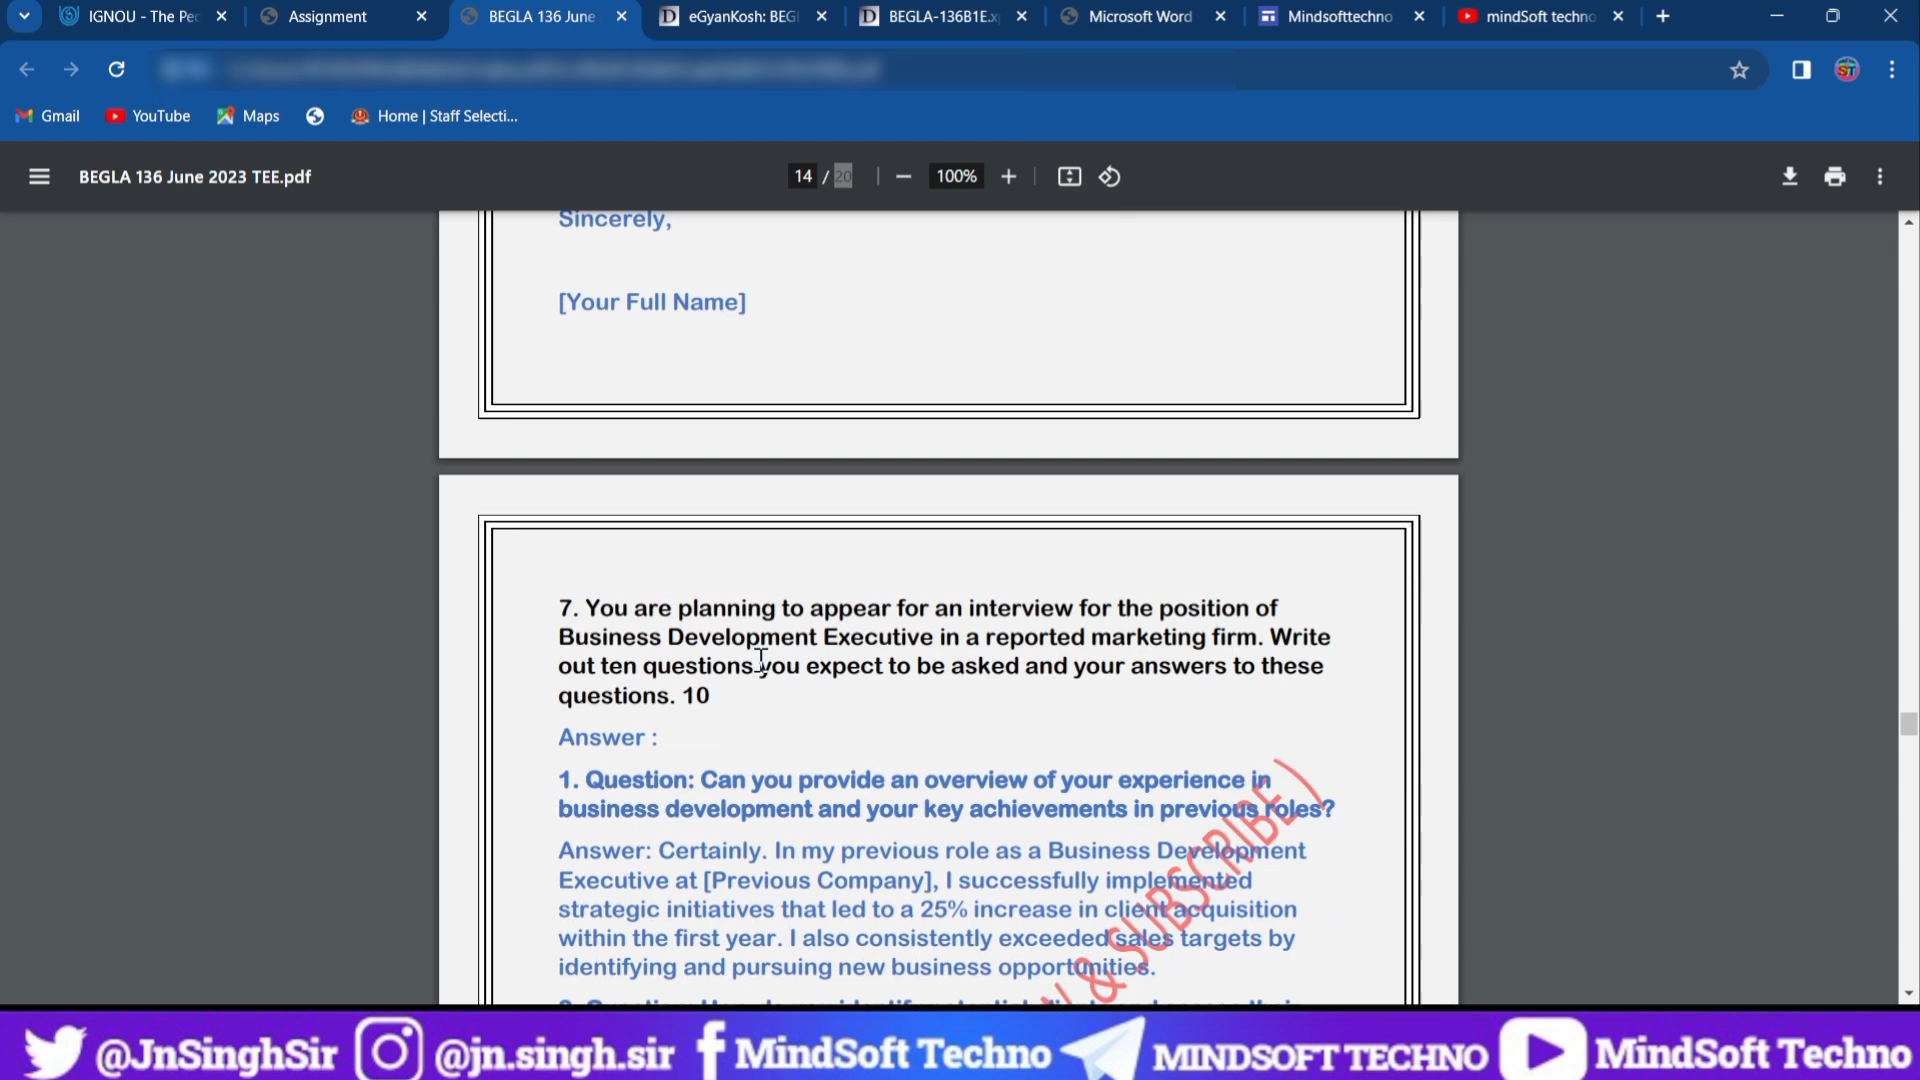 IGNOU - The Pe
Assignment
BEGLA 136 June
eGyanKosh: BEG
BEGLA-136B1E.x
Microsoft Word
Mindsofttechno
mindSoft techno
Gmail
YouTube
Maps
Home | Staff Selecti...
BEGLA 136 June 2023 TEE.pdf
14 / 20
100%
Sincerely,
[Your Full Name]
7. You are planning to appear for an interview for the position of
Business Development Executive in a reported marketing firm. Write
out ten questions you expect to be asked and your answers to these
questions. 10
Answer :
1. Question: Can you provide an overview of your experience in
business development and your key achievements in previous roles?
Answer: Certainly. In my previous role as a Business Development
Executive at [Previous Company], I successfully implemented
strategic initiatives that led to a 25% increase in client acquisition
within the first year. I also consistently exceeded sales targets by
identifying and pursuing new business opportunities.
& SUBSCRIBE )
@JnSinghSir
@jn.singh.sir
MindSoft Techno
MINDSOFT TECHNO
MindSoft Techno